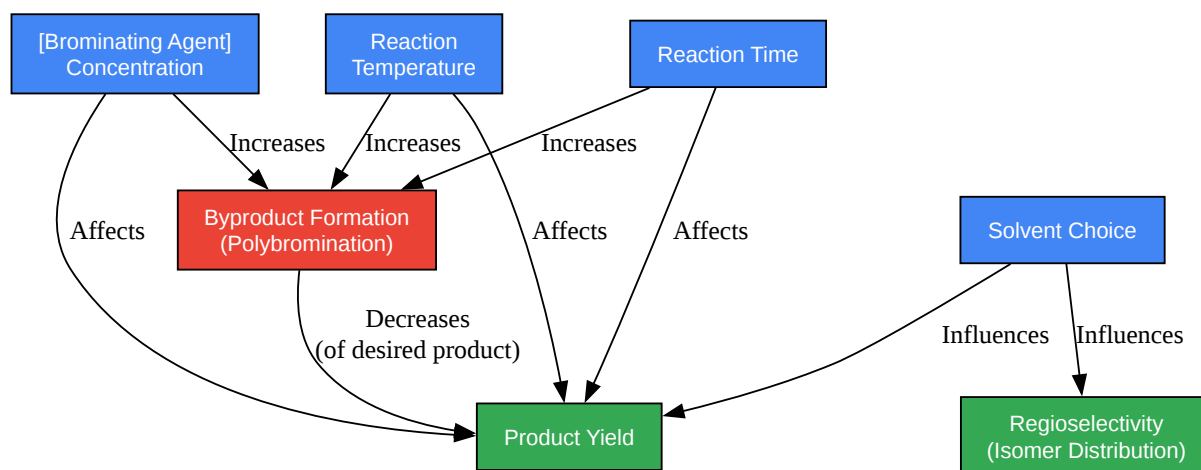 [Brominating Agent]
Concentration
Reaction
Temperature
Reaction Time
Increases
Increases
Increases
Byproduct Formation
(Polybromination)
Affects
Affects
Affects
Solvent Choice
Decreases
(of desired product)
Influences
Influences
Product Yield
Regioselectivity
(Isomer Distribution)